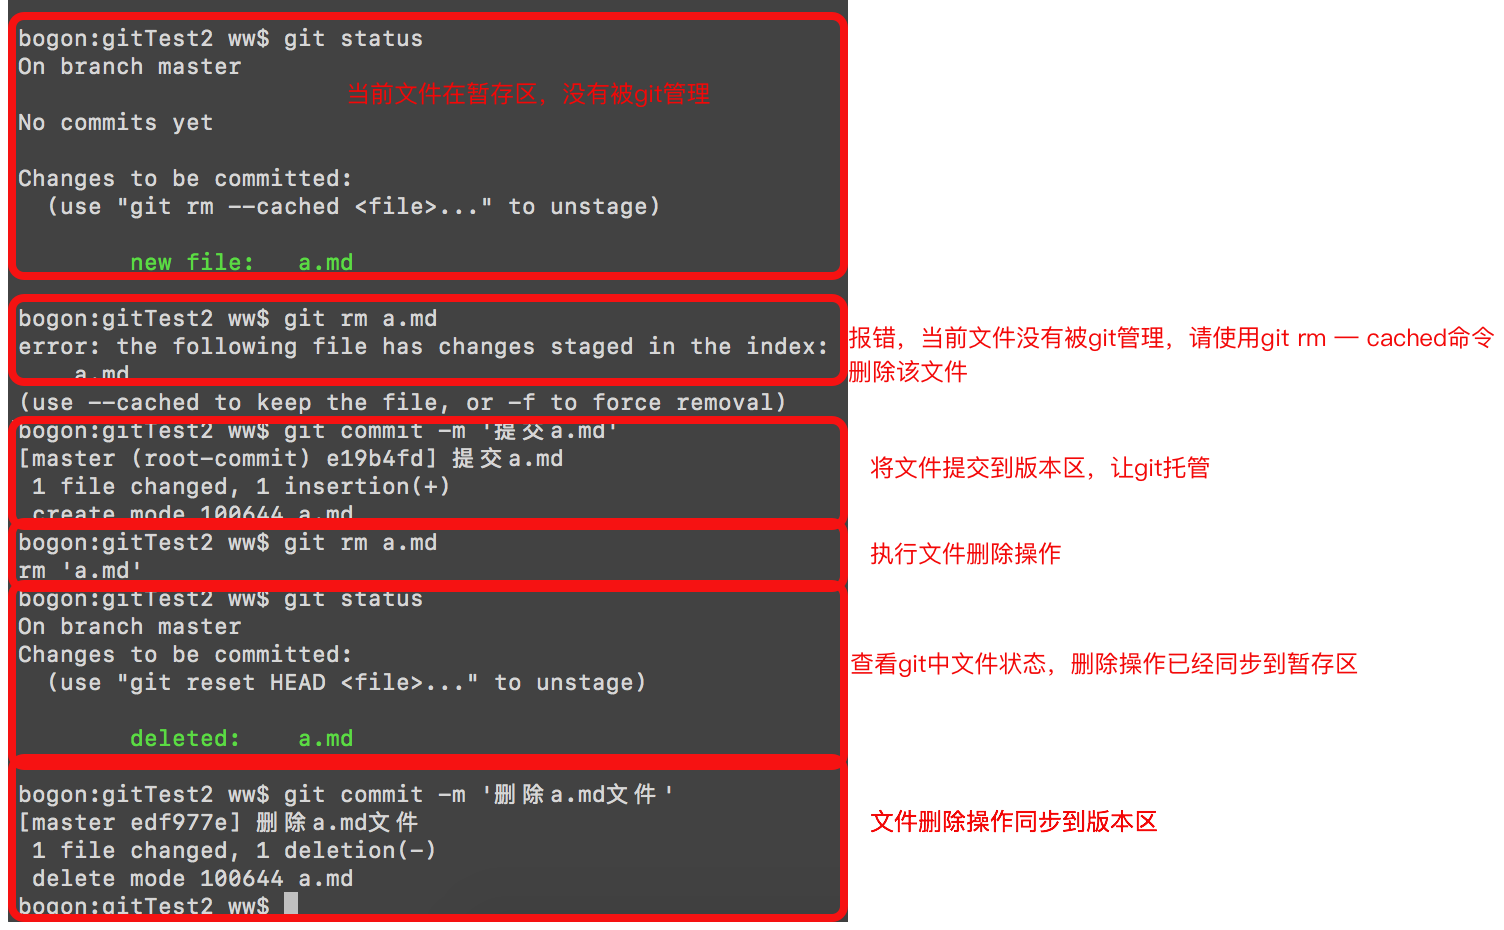 bogon:gitTest2 ww$ git status
On branch master
当前文件在暂存区，没有被git管理
No commits yet
Changes to be committed:
(use "git rm --cached <file>..." to unstage)
new file: a.md
bogon:gitTest2 ww$ git rm a.md
error: the following file has changes staged in the index:
a.md
(use --cached to keep the file, or -f to force removal)
报错，当前文件没有被git管理，请使用git rm — cached命令
删除该文件
bogon:gitTest2 ww$ git commit -m '提交a.md'
[master (root-commit) e19b4fd] 提交a.md
1 file changed, 1 insertion(+)
create mode 100644 a.md
将文件提交到版本区，让git托管
bogon:gitTest2 ww$ git rm a.md
rm 'a.md'
执行文件删除操作
bogon:gitTest2 ww$ git status
On branch master
Changes to be committed:
(use "git reset HEAD <file>..." to unstage)
deleted: a.md
查看git中文件状态，删除操作已经同步到暂存区
bogon:gitTest2 ww$ git commit -m '删除a.md文件'
[master edf977e] 删除a.md文件
1 file changed, 1 deletion(-)
delete mode 100644 a.md
bogon:gitTest2 ww$
文件删除操作同步到版本区